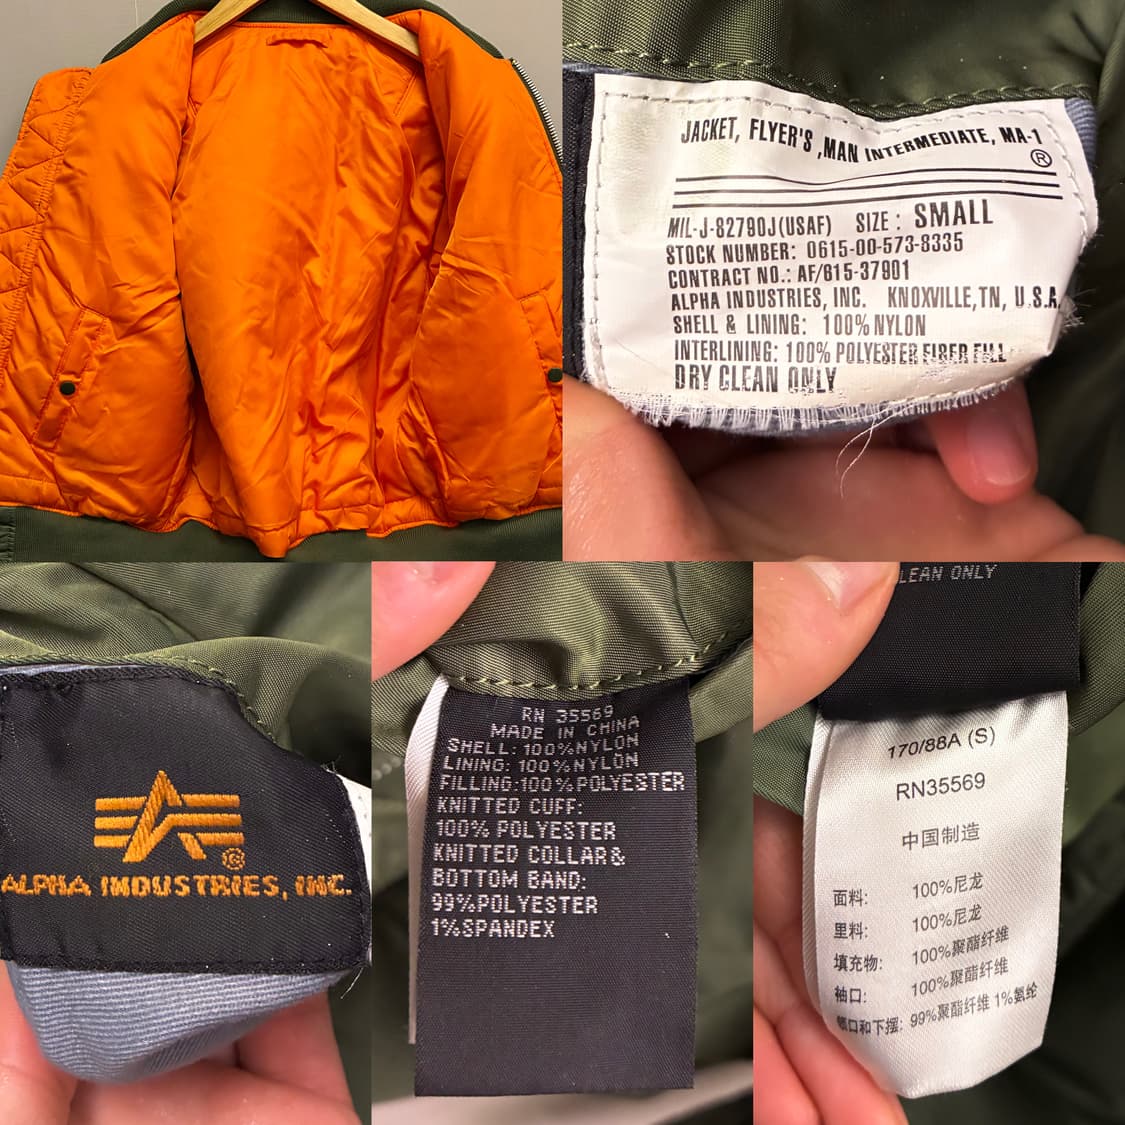 JACKET, FLYER'S ,MAN INTERMEDIATE, MA-1
®
MIL-J-82790J(USAF) SIZE : SMALL
STOCK NUMBER: 0615-00-573-8335
CONTRACT NO.: AF/615-37901
ALPHA INDUSTRIES, INC. KNOXVILLE,TN, U.S.A.
SHELL & LINING: 100% NYLON
INTERLINING: 100% POLYESTER FIBER FILL
DRY CLEAN ONLY
®
ALPHA INDUSTRIES, INC.
RN 35569
MADE IN CHINA
SHELL: 100%NYLON
LINING: 100%NYLON
FILLING:100%POLYESTER
KNITTED CUFF:
100% POLYESTER
KNITTED COLLAR&
BOTTOM BAND:
99%POLYESTER
1%SPANDEX
LEAN ONLY
170/88A (S)
RN35569
中国制造
面料: 100%尼龙
里料: 100%尼龙
填充物: 100%聚酯纤维
袖口: 100%聚酯纤维
领口和下摆: 99%聚酯纤维 1%氨纶